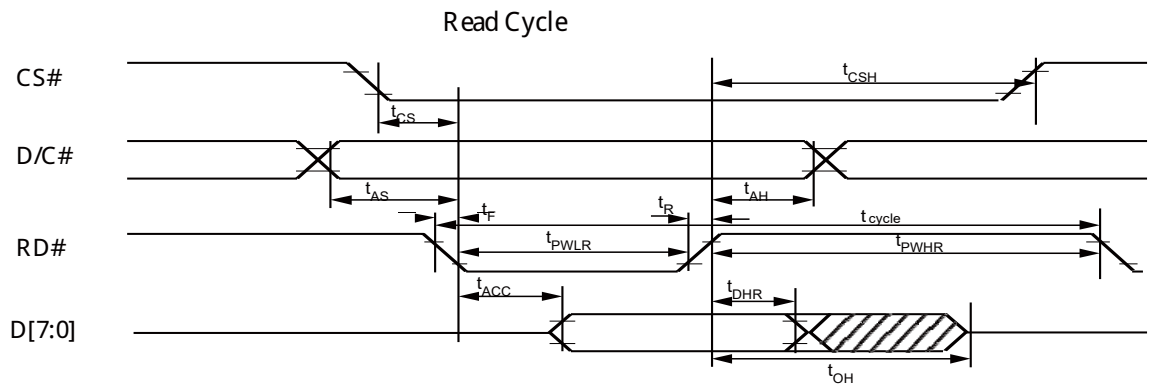 Read Cycle
CS#
tCSH
tCS
D/C#
tAS
tAH
tF
tR
tcycle
RD#
tPWLR
tPWHR
tACC
tDHR
D[7:0]
tOH